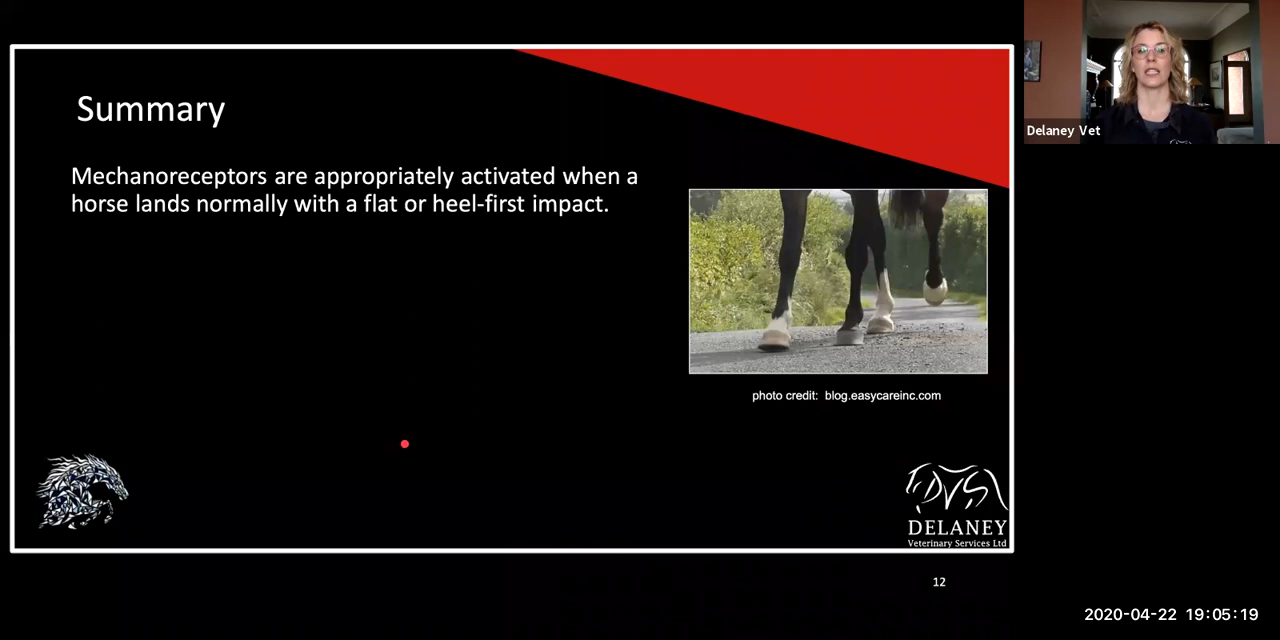 Summary
Mechanoreceptors are appropriately activated when a
horse lands normally with a flat or heel-first impact.
photo credit: blog.easycareinc.com
DVS
DELANEY
Veterinary Services Ltd
12
Delaney Vet
2020-04-22 19:05:19